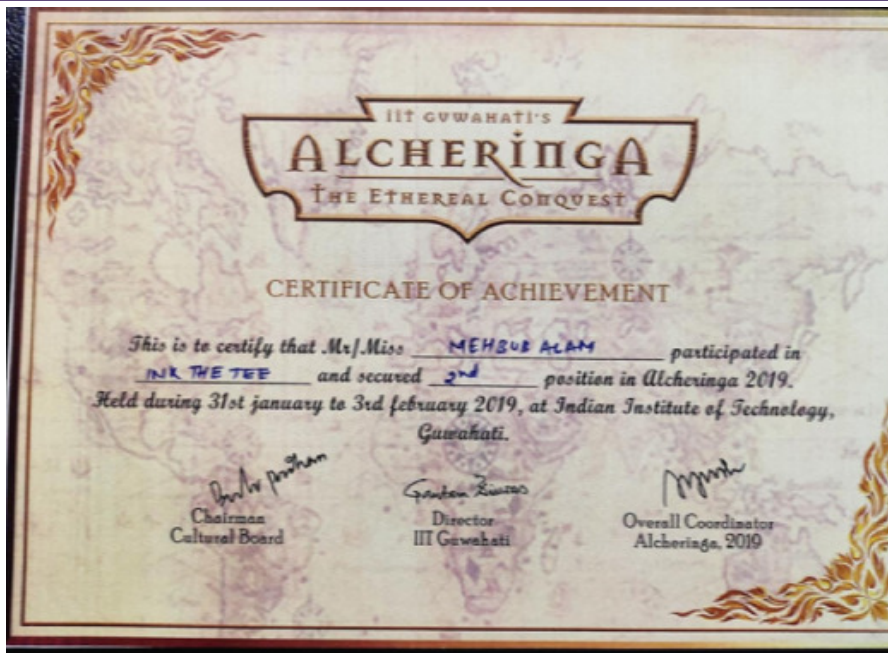 IIT GUWAHATI'S
ALCHERINGA
THE ETHEREAL CONQUEST
CERTIFICATE OF ACHIEVEMENT
This is to certify that Mr/Miss MEHBUB ALAM participated in
INK THE TEE and secured 2nd position in Alcheringa 2019.
Held during 31st january to 3rd february 2019, at Indian Institute of Technology,
Guwahati.
Chairman
Cultural Board
Director
IIT Guwahati
Overall Coordinator
Alcheringa, 2019